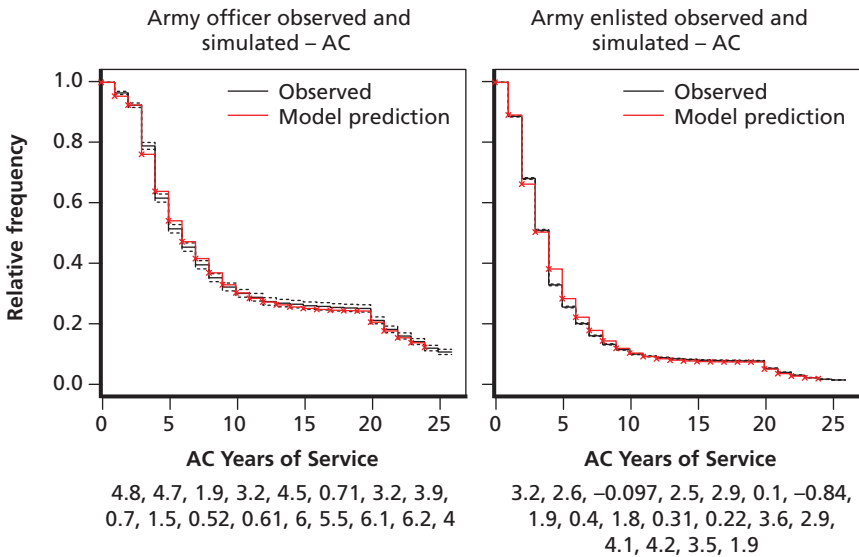 Army officer observed and
simulated – AC
Observed
Model prediction
Relative frequency
1.0
0.8
0.6
0.4
0.2
0.0
0 5 10 15 20 25
AC Years of Service
4.8, 4.7, 1.9, 3.2, 4.5, 0.71, 3.2, 3.9,
0.7, 1.5, 0.52, 0.61, 6, 5.5, 6.1, 6.2, 4
Army enlisted observed and
simulated – AC
Observed
Model prediction
0 5 10 15 20 25
AC Years of Service
3.2, 2.6, –0.097, 2.5, 2.9, 0.1, –0.84,
1.9, 0.4, 1.8, 0.31, 0.22, 3.6, 2.9,
4.1, 4.2, 3.5, 1.9